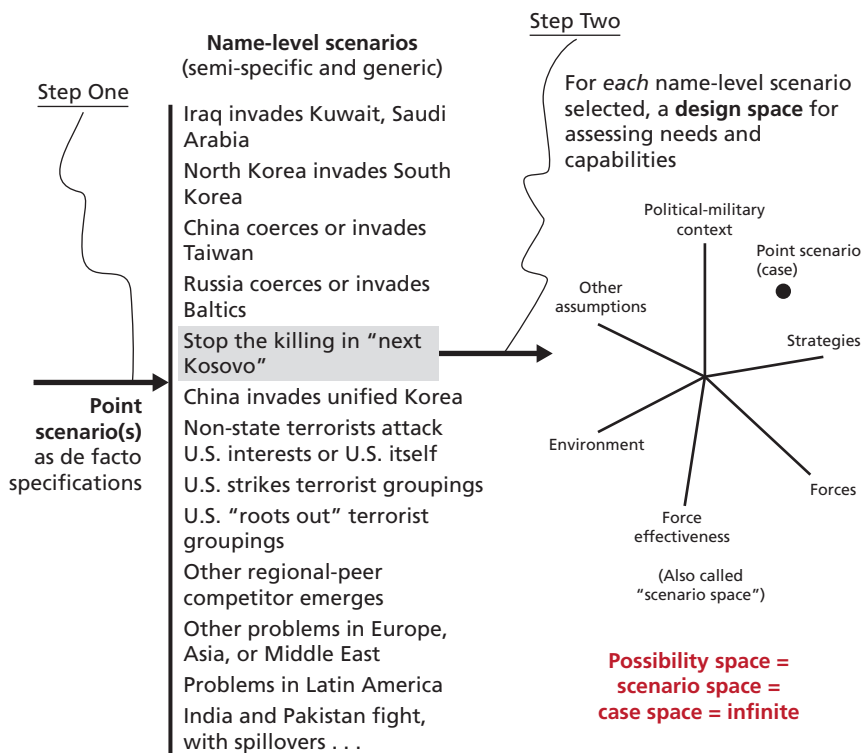 Step One
Name-level scenarios
(semi-specific and generic)
Iraq invades Kuwait, Saudi
Arabia
North Korea invades South
Korea
China coerces or invades
Taiwan
Russia coerces or invades
Baltics
Stop the killing in “next
Kosovo”
China invades unified Korea
Non-state terrorists attack
U.S. interests or U.S. itself
U.S. strikes terrorist groupings
U.S. “roots out” terrorist
groupings
Other regional-peer
competitor emerges
Other problems in Europe,
Asia, or Middle East
Problems in Latin America
India and Pakistan fight,
with spillovers . . .
Point
scenario(s)
as de facto
specifications
Step Two
For each name-level scenario
selected, a design space for
assessing needs and
capabilities
Political-military
context
Point scenario
(case)
Other
assumptions
Strategies
Environment
Forces
Force
effectiveness
(Also called
“scenario space”)
Possibility space =
scenario space =
case space = infinite